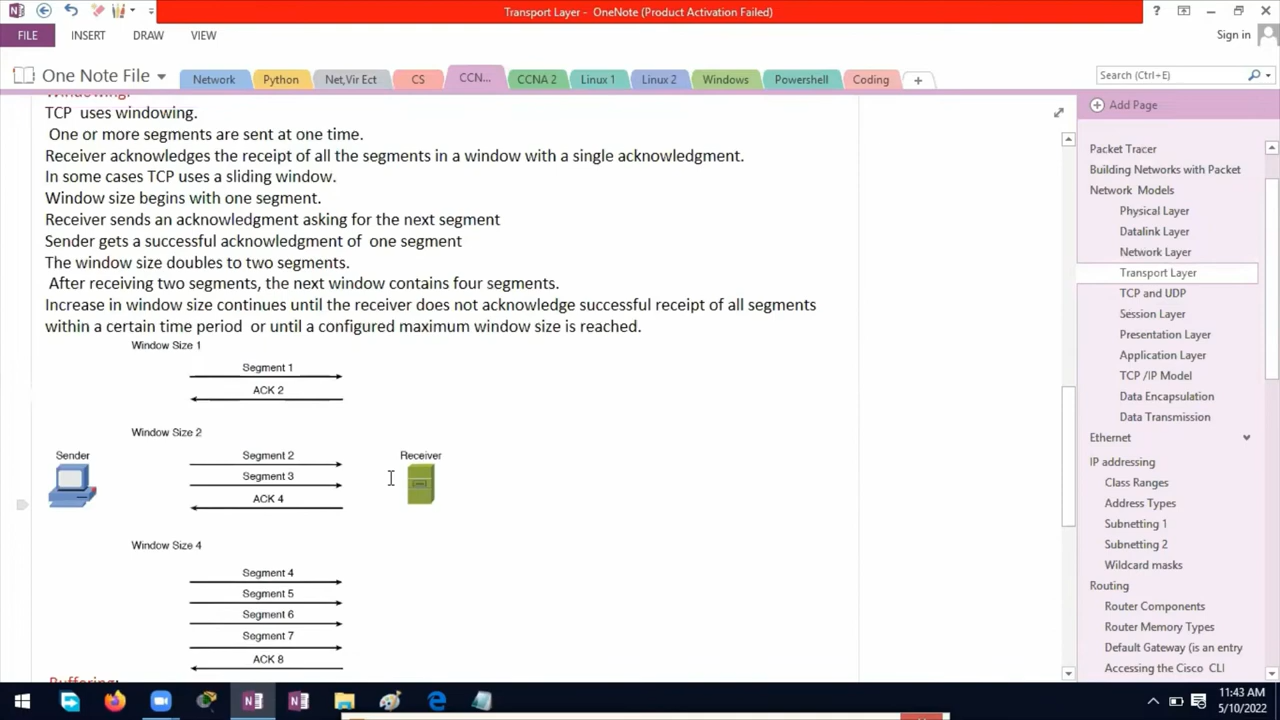 Transport Layer - OneNote (Product Activation Failed)
?
FILE
INSERT
DRAW
VIEW
Sign in
One Note File
Network
Python
Net,Vir Ect
CS
CCN...
CCNA 2
Linux 1
Linux 2
Windows
Powershell
Coding
+
Search (Ctrl+E)
Windowing:
TCP uses windowing.
One or more segments are sent at one time.
Receiver acknowledges the receipt of all the segments in a window with a single acknowledgment.
In some cases TCP uses a sliding window.
Window size begins with one segment.
Receiver sends an acknowledgment asking for the next segment
Sender gets a successful acknowledgment of one segment
The window size doubles to two segments.
After receiving two segments, the next window contains four segments.
Increase in window size continues until the receiver does not acknowledge successful receipt of all segments
within a certain time period or until a configured maximum window size is reached.
Window Size 1
Segment 1
ACK 2
Window Size 2
Sender
Segment 2
Segment 3
ACK 4
Receiver
Window Size 4
Segment 4
Segment 5
Segment 6
Segment 7
ACK 8
Buffering:
Add Page
Packet Tracer
Building Networks with Packet
Network Models
Physical Layer
Datalink Layer
Network Layer
Transport Layer
TCP and UDP
Session Layer
Presentation Layer
Application Layer
TCP /IP Model
Data Encapsulation
Data Transmission
Ethernet
IP addressing
Class Ranges
Address Types
Subnetting 1
Subnetting 2
Wildcard masks
Routing
Router Components
Router Memory Types
Default Gateway (is an entry
Accessing the Cisco CLI
11:43 AM
5/10/2022